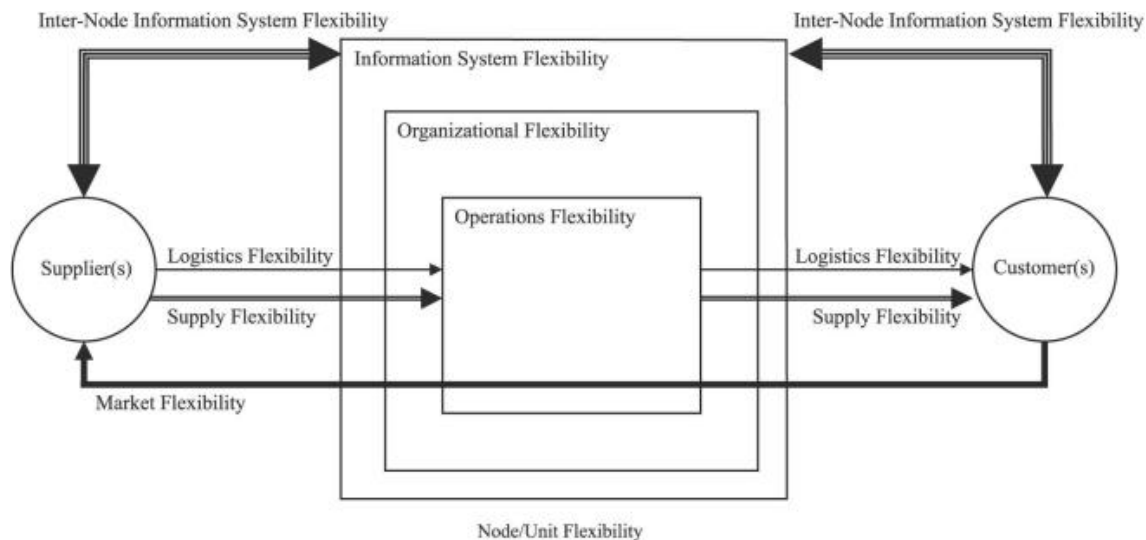 Inter-Node Information System Flexibility
Inter-Node Information System Flexibility
Information System Flexibility
Organizational Flexibility
Operations Flexibility
Logistics Flexibility
Logistics Flexibility
Supplier(s)
Customer(s)
Supply Flexibility
Supply Flexibility
Market Flexibility
Node/Unit Flexibility